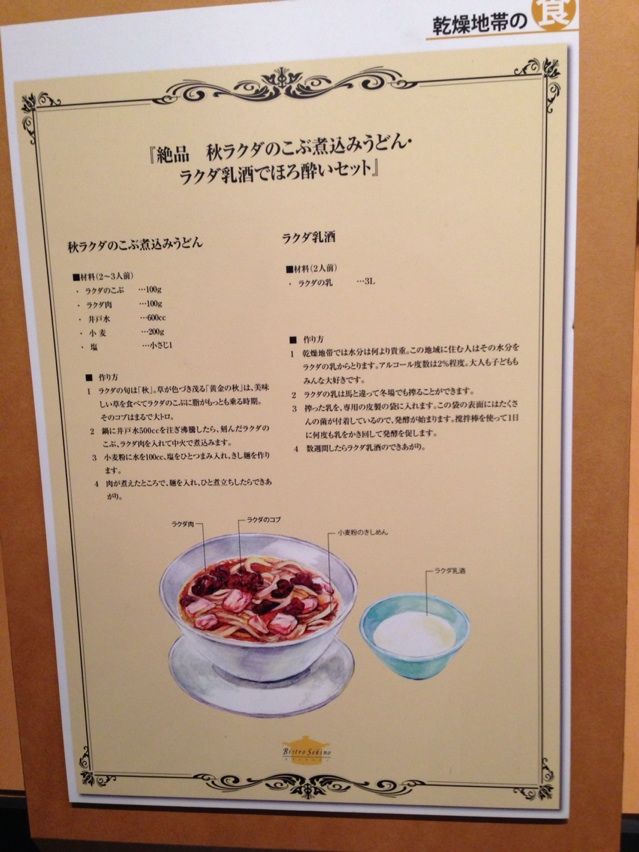 乾燥地帯の 食
『絶品 秋ラクダのこぶ煮込みうどん・
ラクダ乳酒でほろ酔いセット』
秋ラクダのこぶ煮込みうどん
■材料(2〜3人前)
・ ラクダのこぶ …100g
・ ラクダ肉 …100g
・ 井戸水 …600cc
・ 小麦 …200g
・ 塩 …小さじ1
■ 作り方
1 ラクダの旬は「秋」。草が色づき茂る「黄金の秋」は、美味
しい草を食べてラクダのこぶに脂がもっとも乗る時期。
そのコブはまるで大トロ。
2 鍋に井戸水500ccを注ぎ沸騰したら、刻んだラクダの
こぶ、ラクダ肉を入れて中火で煮込みます。
3 小麦粉に水を100cc、塩をひとつまみ入れ、きし麺を作り
ます。
4 肉が煮えたところで、麺を入れ、ひと煮立ちしたらできあ
がり。
ラクダ乳酒
■材料(2人前)
・ ラクダの乳 …3L
■ 作り方
1 乾燥地帯では水分は何より貴重。この地域に住む人はその水分を
ラクダの乳からとります。アルコール度数は2%程度。大人も子どもも
みんな大好きです。
2 ラクダの乳は馬と違って冬場でも搾ることができます。
3 搾った乳を、専用の皮製の袋に入れます。この袋の表面にはたくさ
んの菌が付着しているので、発酵が始まります。撹拌棒を使って1日
に何度も乳をかき回して発酵を促します。
4 数週間したらラクダ乳酒のできあがり。
ラクダ肉
ラクダのコブ
小麦粉のきしめん
ラクダ乳酒
Bistro Sekino